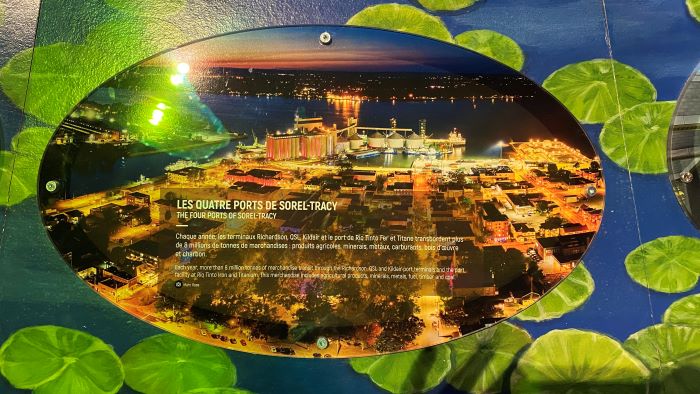 LES QUATRE PORTS DE SOREL-TRACY
THE FOUR PORTS OF SOREL-TRACY
Chaque année, les terminaux Richardson, QSL, Kildair et le port de Rio Tinto Fer et Titane transbordent plus
de 8 millions de tonnes de marchandises : produits agricoles, minerais, métaux, carburants, bois d'œuvre
et charbon.
Each year, more than 8 million tonnes of merchandise transit through the Richardson, QSL and Kildair port terminals and the port
facility at Rio Tinto Iron and Titanium; this merchandise includes agricultural products, minerals, metals, fuel, timber and coal.